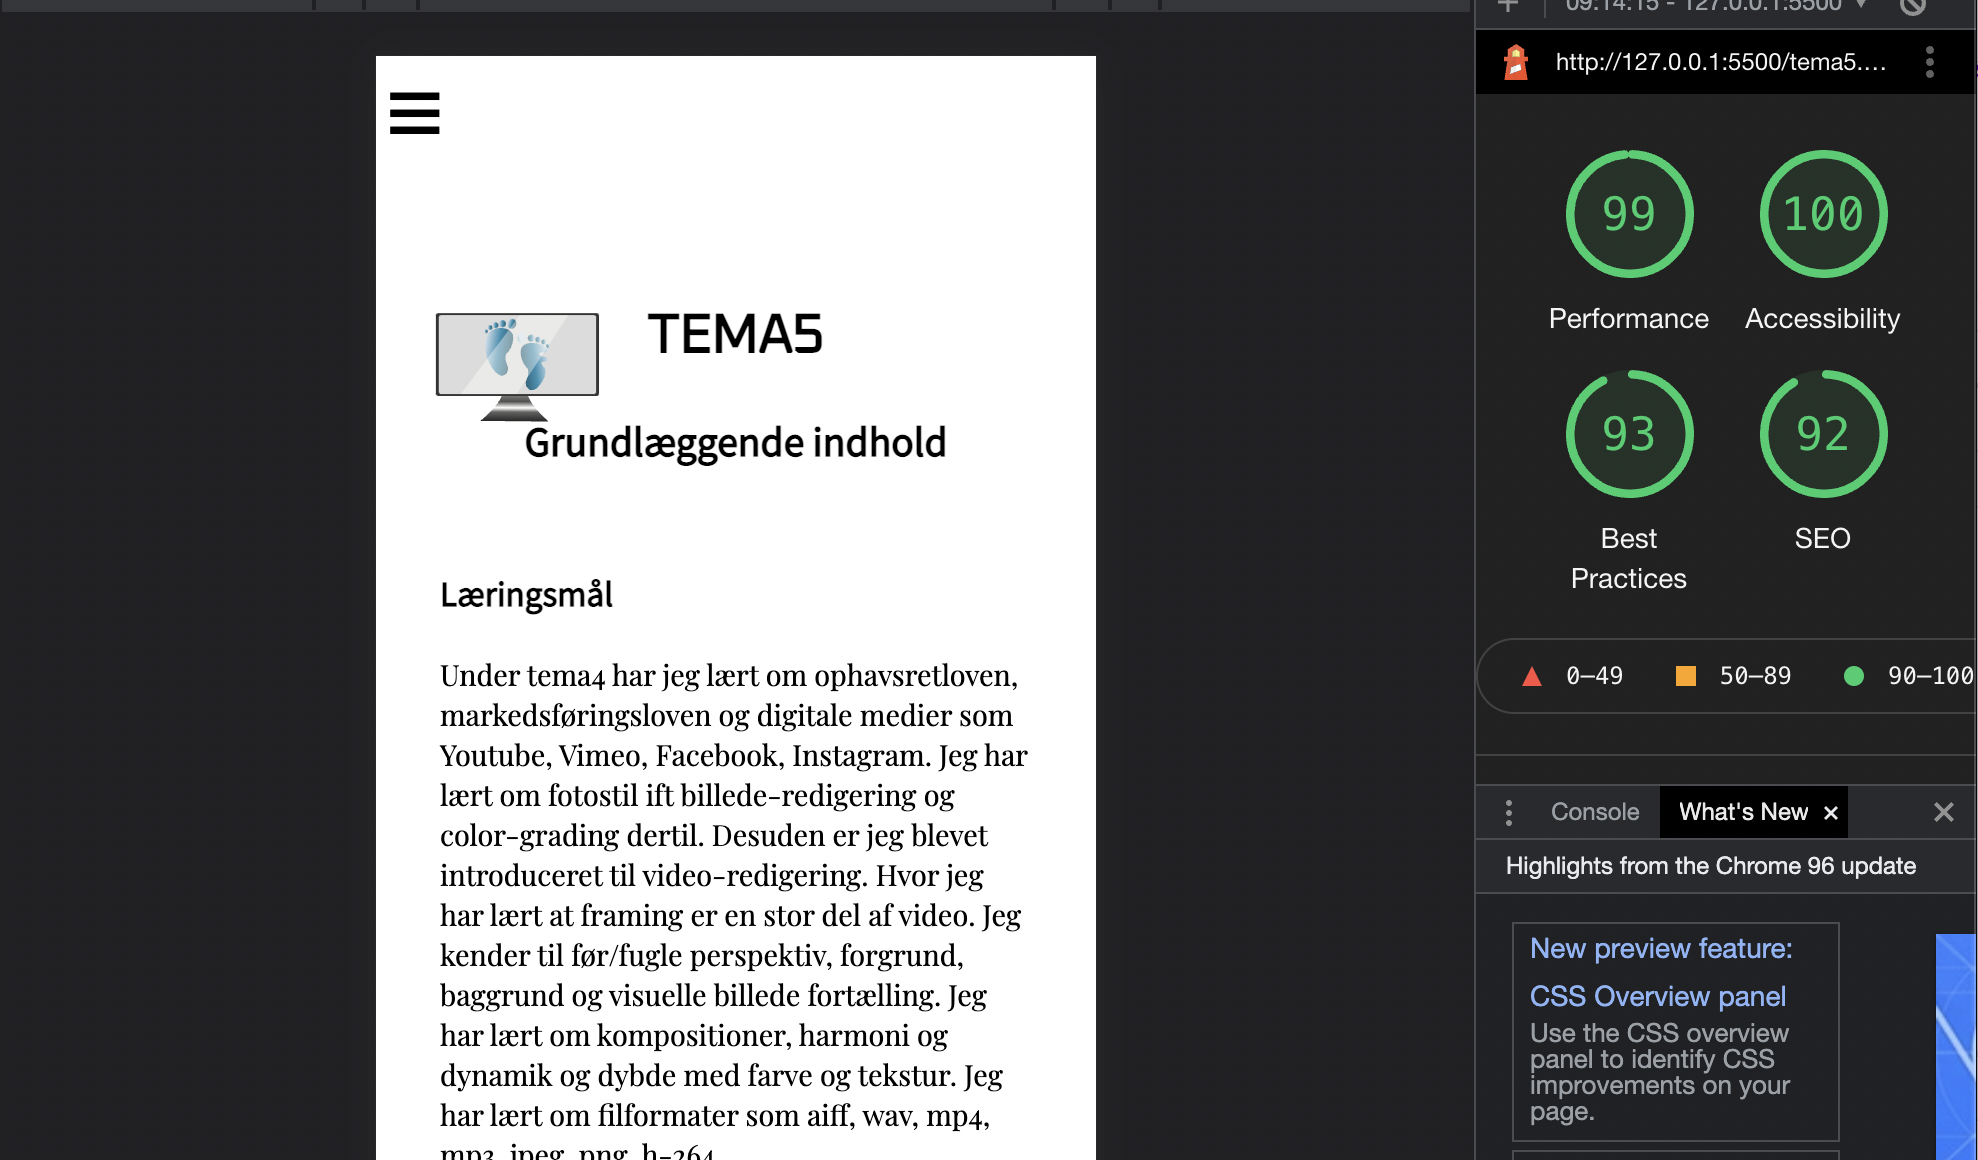 TEMA5
Grundlæggende indhold
Læringsmål
Under tema4 har jeg lært om ophavsretloven,
markedsføringsloven og digitale medier som
Youtube, Vimeo, Facebook, Instagram. Jeg har
lært om fotostil ift billede-redigering og
color-grading dertil. Desuden er jeg blevet
introduceret til video-redigering. Hvor jeg
har lært at framing er en stor del af video. Jeg
kender til før/fugle perspektiv, forgrund,
baggrund og visuelle billede fortælling. Jeg
har lært om kompositioner, harmoni og
dynamik og dybde med farve og tekstur. Jeg
har lært om filformater som aiff, wav, mp4,
mp3, jpeg, png, h-264
09:14:15 - 127.0.0.1:5500
http://127.0.0.1:5500/tema5.…
99
100
Performance
Accessibility
93
92
Best
Practices
SEO
0–49
50–89
90–100
Console
What's New
Highlights from the Chrome 96 update
New preview feature:
CSS Overview panel
Use the CSS overview
panel to identify CSS
improvements on your
page.